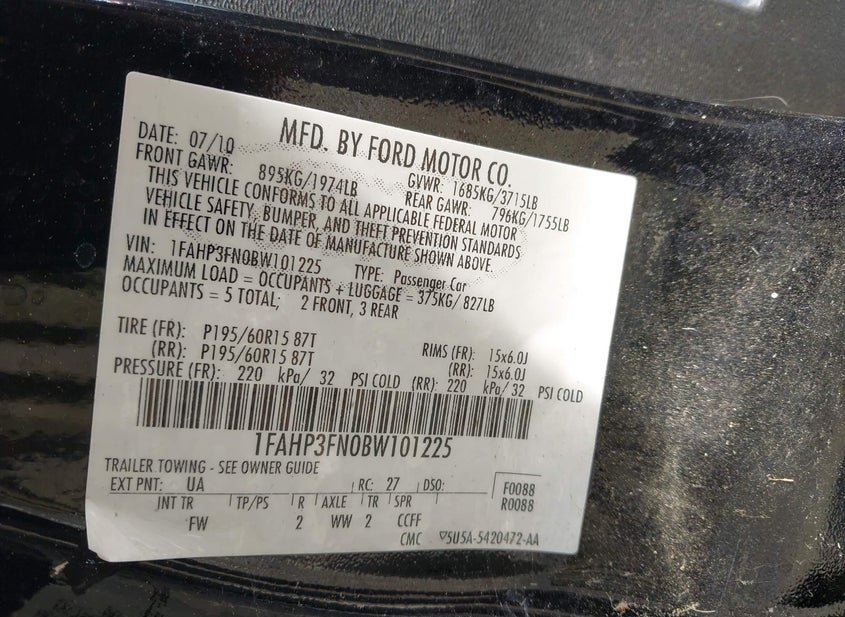 MFD. BY FORD MOTOR CO.
DATE: 07/10 GVWR: 1685KG/3715LB
FRONT GAWR: 895KG/1974LB REAR GAWR: 796KG/1755LB
THIS VEHICLE CONFORMS TO ALL APPLICABLE FEDERAL MOTOR
VEHICLE SAFETY, BUMPER, AND THEFT PREVENTION STANDARDS
IN EFFECT ON THE DATE OF MANUFACTURE SHOWN ABOVE.
VIN: 1FAHP3FN0BW101225 TYPE: Passenger Car
MAXIMUM LOAD = OCCUPANTS + LUGGAGE = 375KG/827LB
OCCUPANTS = 5 TOTAL; 2 FRONT, 3 REAR
TIRE (FR): P195/60R15 87T RIMS (FR): 15x6.0J
(RR): P195/60R15 87T (RR): 15x6.0J
PRESSURE (FR): 220 kPa/ 32 PSI COLD (RR): 220 kPa/ 32 PSI COLD
1FAHP3FN0BW101225
TRAILER TOWING - SEE OWNER GUIDE
EXT PNT: UA RC: 27 DSO: F0088
R0088
INT TR TP/PS R AXLE TR SPR
FW 2 WW 2 CCFF
CMC ▽5U5A-5420472-AA